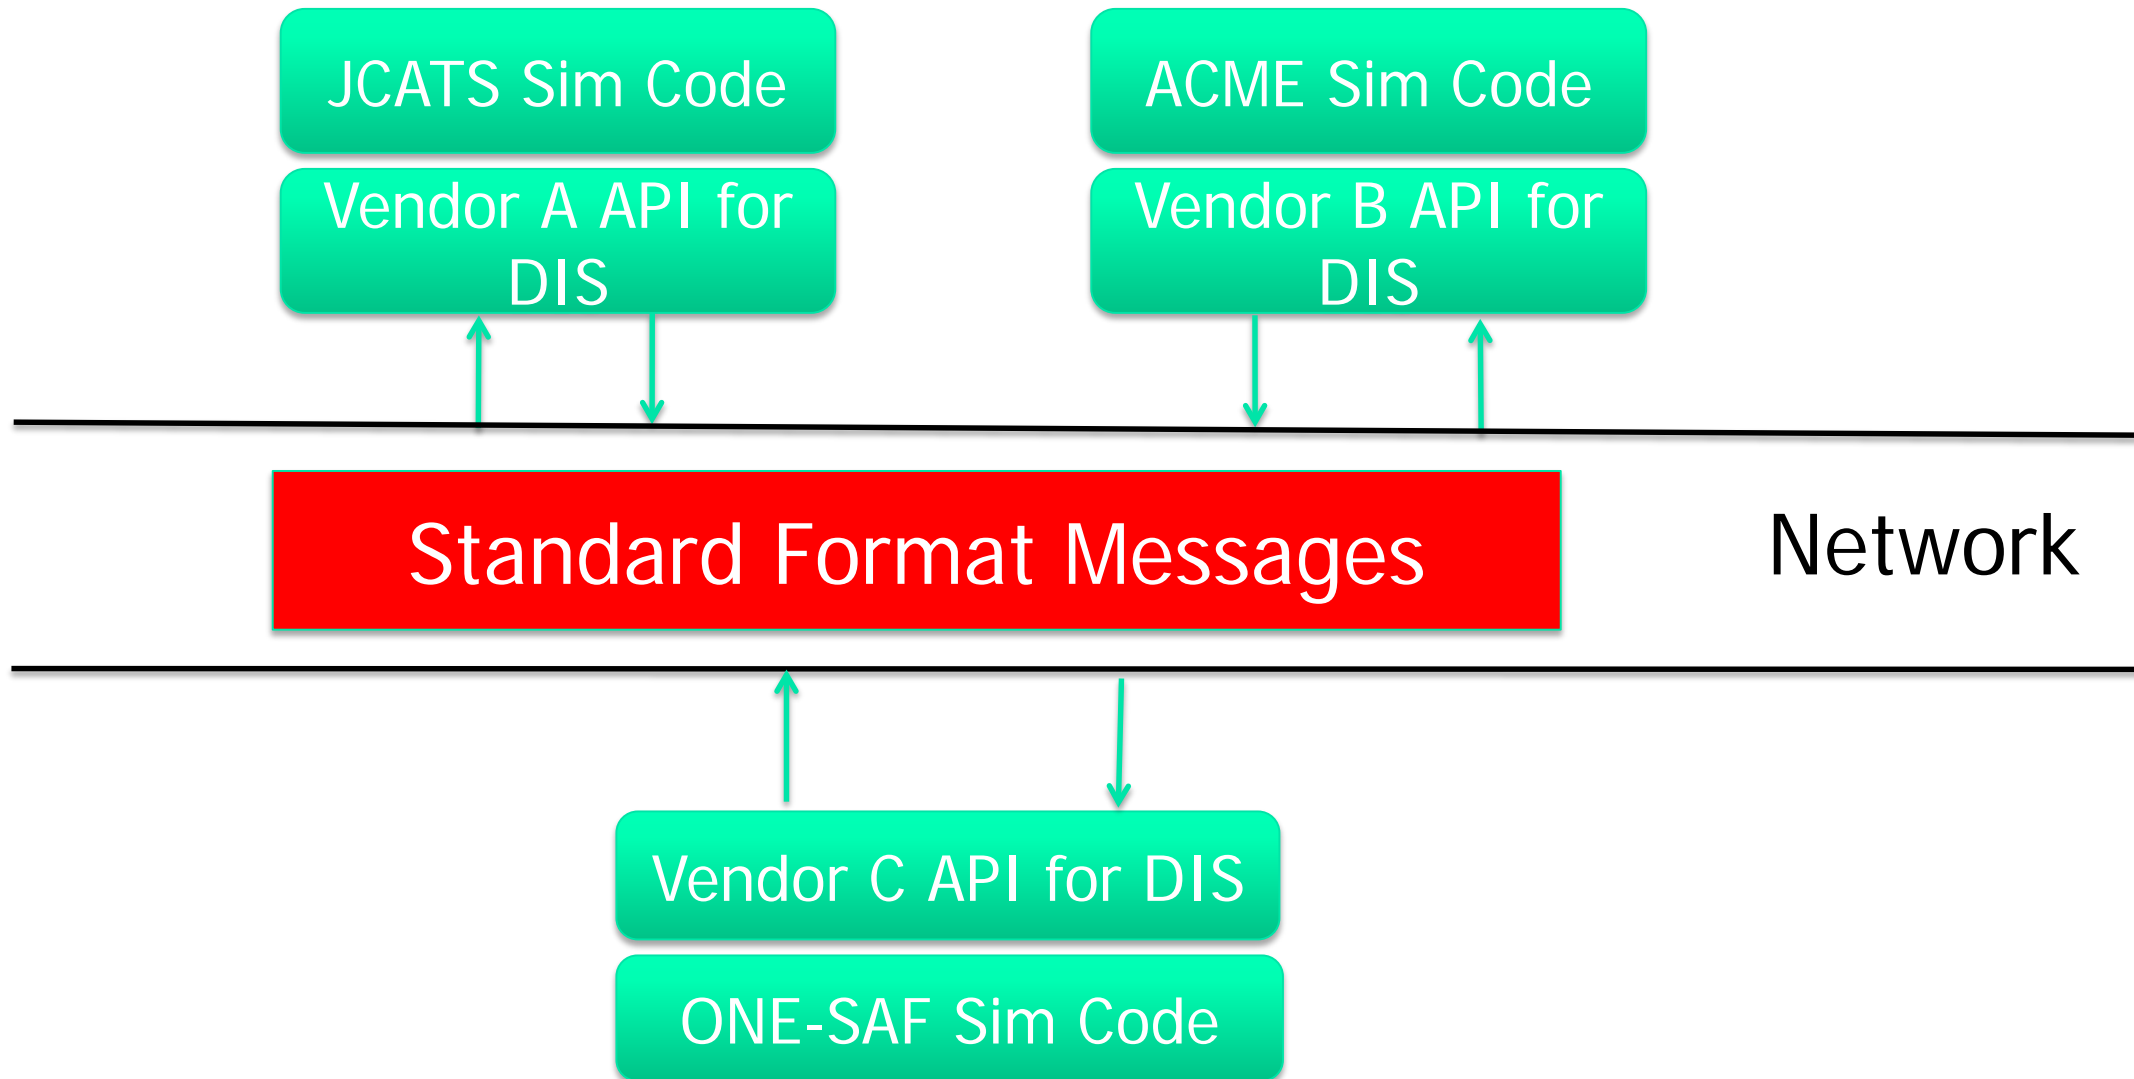 JCATS Sim Code
ACME Sim Code
Vendor A API for
DIS
Vendor B API for
DIS
Standard Format Messages
Network
Vendor C API for DIS
ONE-SAF Sim Code